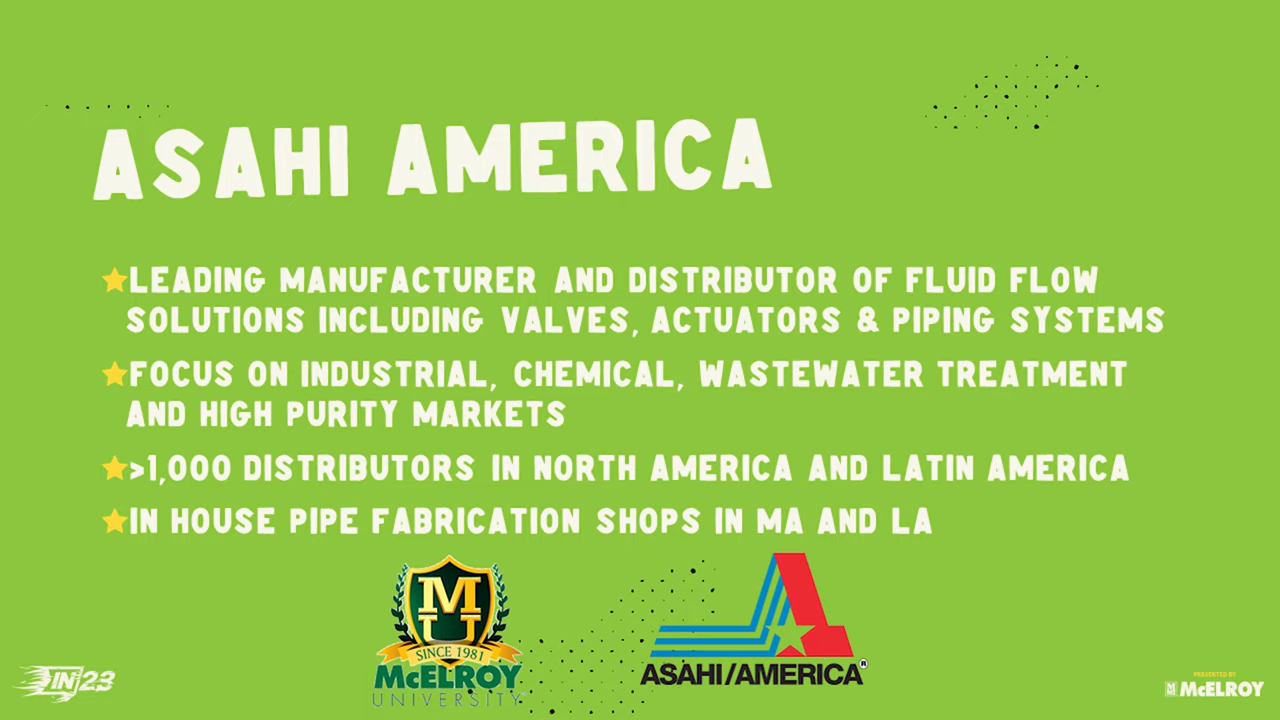 ASAHI AMERICA
LEADING MANUFACTURER AND DISTRIBUTOR OF FLUID FLOW
SOLUTIONS INCLUDING VALVES, ACTUATORS & PIPING SYSTEMS
FOCUS ON INDUSTRIAL, CHEMICAL, WASTEWATER TREATMENT
AND HIGH PURITY MARKETS
>1,000 DISTRIBUTORS IN NORTH AMERICA AND LATIN AMERICA
IN HOUSE PIPE FABRICATION SHOPS IN MA AND LA
MU
SINCE 1981
McELROY
UNIVERSITY
ASAHI/AMERICA®
IN23
PRESENTED BY
McELROY